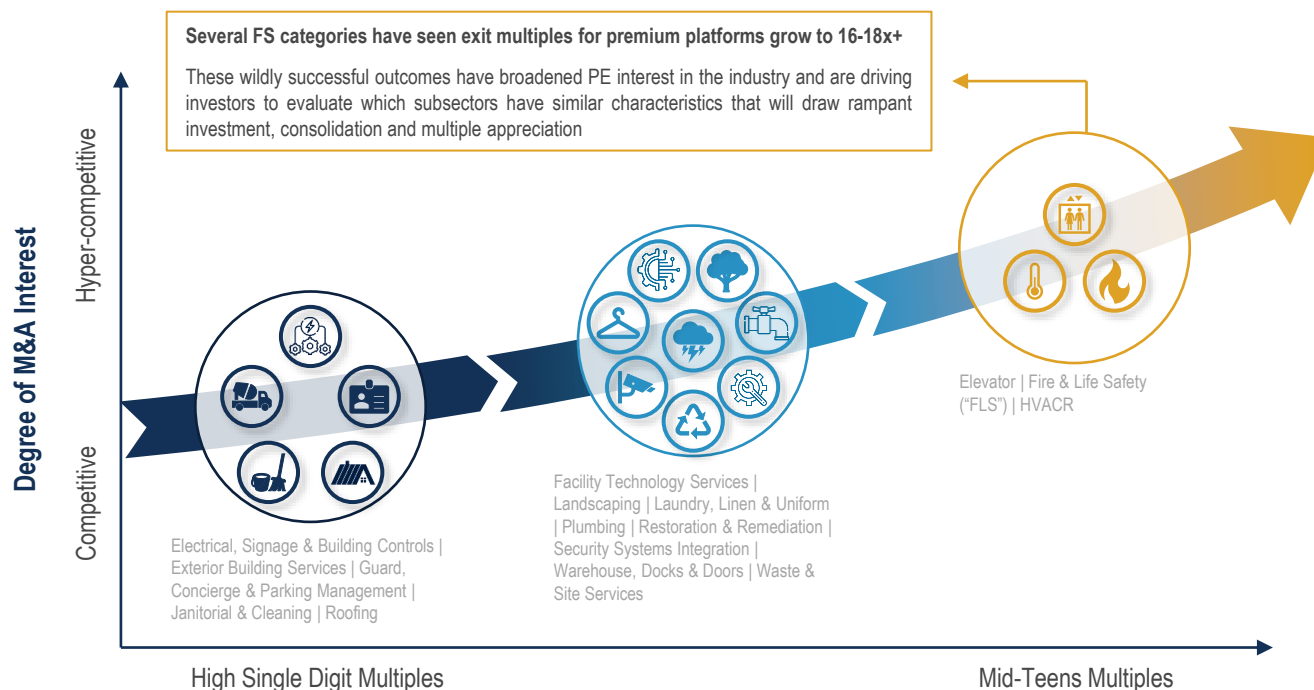 Several FS categories have seen exit multiples for premium platforms grow to 16-18x+
These wildly successful outcomes have broadened PE interest in the industry and are driving
investors to evaluate which subsectors have similar characteristics that will draw rampant
investment, consolidation and multiple appreciation
Degree of M&A Interest
Hyper-competitive
Competitive
Electrical, Signage & Building Controls |
Exterior Building Services | Guard,
Concierge & Parking Management |
Janitorial & Cleaning | Roofing
Facility Technology Services |
Landscaping | Laundry, Linen & Uniform
| Plumbing | Restoration & Remediation |
Security Systems Integration |
Warehouse, Docks & Doors | Waste &
Site Services
Elevator | Fire & Life Safety
(“FLS”) | HVACR
High Single Digit Multiples
Mid-Teens Multiples